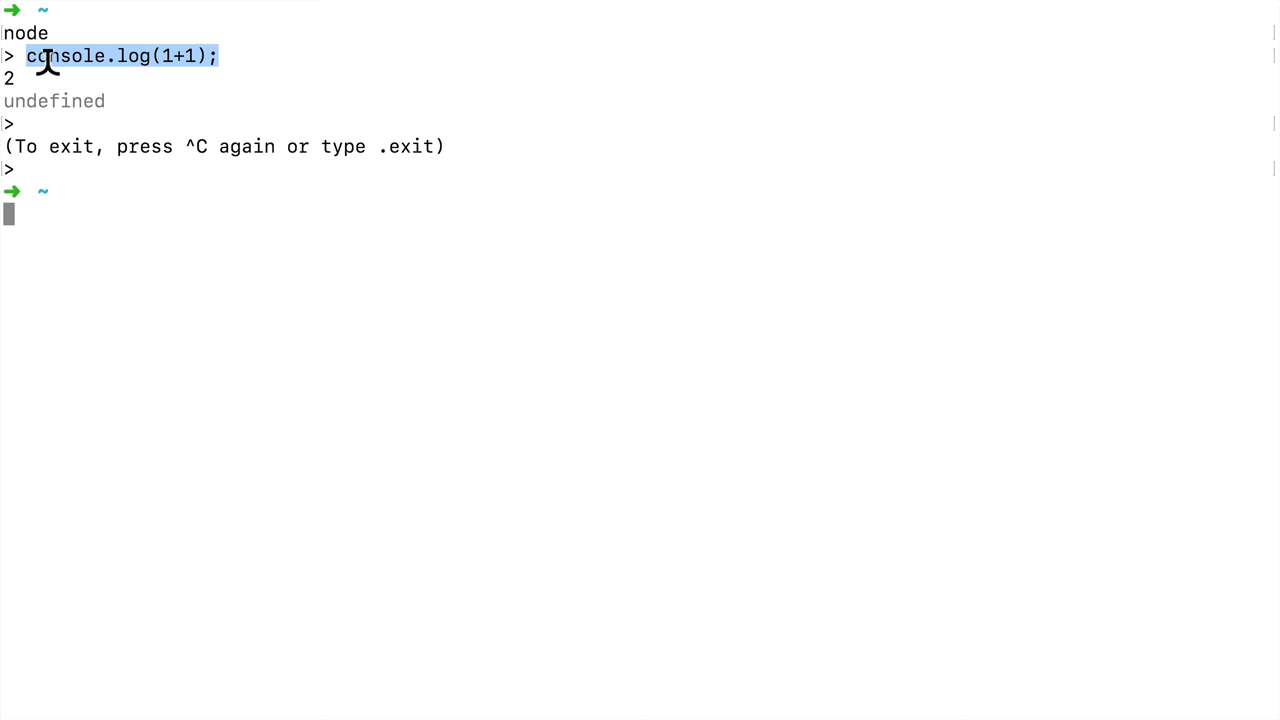 ➜ ~
node
> console.log(1+1);
2
undefined
>
(To exit, press ^C again or type .exit)
>
➜ ~